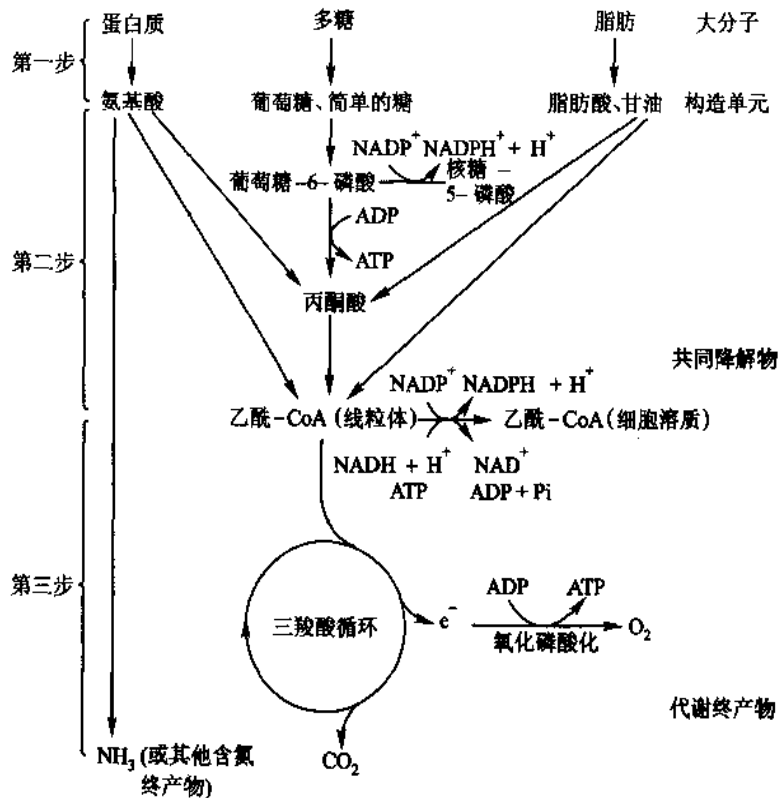 蛋白质 多糖 脂肪 大分子
第一步
氨基酸 葡萄糖、简单的糖 脂肪酸、甘油 构造单元
NADP⁺ NADPH⁺ + H⁺
葡萄糖-6-磷酸 核糖-
5-磷酸
ADP
第二步
ATP
丙酮酸
共同降解物
NADP⁺ NADPH + H⁺
乙酰-CoA(线粒体) 乙酰-CoA(细胞溶质)
NADH + H⁺ NAD⁺
ATP ADP + Pi
第三步
ADP ATP
三羧酸循环 e⁻ O₂
氧化磷酸化
代谢终产物
NH₃(或其他含氮 CO₂
终产物)